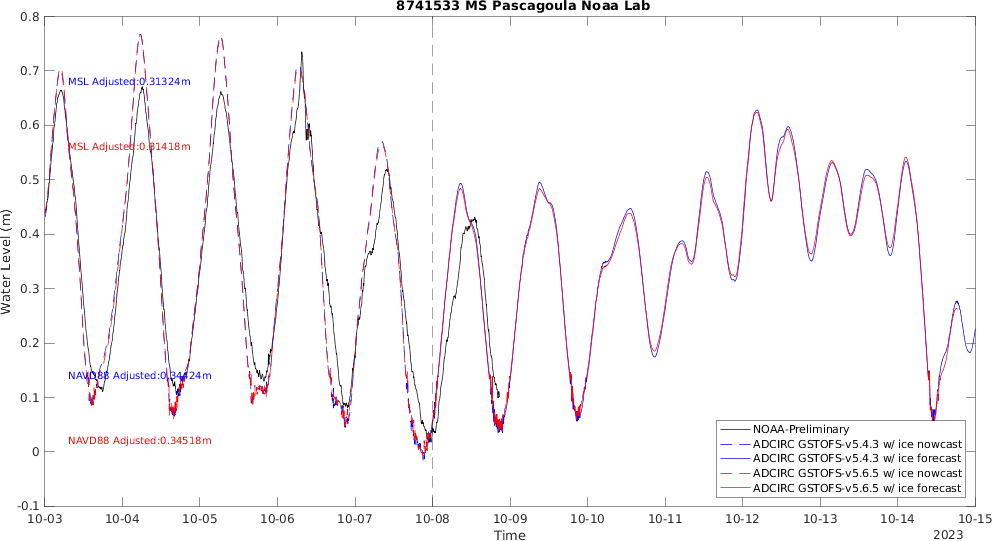 8741533 MS Pascagoula Noaa Lab
0.8
0.7
0.6
0.5
0.4
0.3
0.2
0.1
0
-0.1
Water Level (m)
MSL Adjusted:0.31324m
MSL Adjusted:0.31418m
NAVD88 Adjusted:0.34424m
NAVD88 Adjusted:0.34518m
NOAA-Preliminary
ADCIRC GSTOFS-v5.4.3 w/ ice nowcast
ADCIRC GSTOFS-v5.4.3 w/ ice forecast
ADCIRC GSTOFS-v5.6.5 w/ ice nowcast
ADCIRC GSTOFS-v5.6.5 w/ ice forecast
10-03 10-04 10-05 10-06 10-07 10-08 10-09 10-10 10-11 10-12 10-13 10-14 10-15
Time
2023